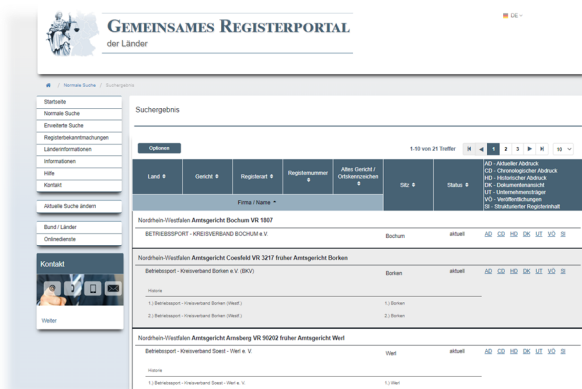 GEMEINSAMES REGISTERPORTAL
der Länder
DE
/ Normale Suche / Suchergebnis
Startseite
Normale Suche
Erweiterte Suche
Registerbekanntmachungen
Länderinformationen
Informationen
Hilfe
Kontakt
Aktuelle Suche ändern
Bund / Länder
Onlinedienste
Kontakt
Weiter
Suchergebnis
Optionen
1-10 von 21 Treffer 1 2 3 10
Land Gericht Registerart Registernummer Altes Gericht / Ortskennzeichen Sitz Status
AD - Aktueller Abdruck
CD - Chronologischer Abdruck
HD - Historischer Abdruck
DK - Dokumentenansicht
UT - Unternehmensträger
VÖ - Veröffentlichungen
SI - Strukturierter Registerinhalt
Firma / Name
Nordrhein-Westfalen Amtsgericht Bochum VR 1807
BETRIEBSSPORT - KREISVERBAND BOCHUM e.V. Bochum aktuell AD CD HD DK UT VÖ SI
Nordrhein-Westfalen Amtsgericht Coesfeld VR 3217 früher Amtsgericht Borken
Betriebssport - Kreisverband Borken e.V. (BKV) Borken aktuell AD CD HD DK UT VÖ SI
Historie
1.) Betriebssport - Kreisverband Borken (Westf.) 1.) Borken
2.) Betriebssport - Kreisverband Borken (Westf.) 2.) Borken
Nordrhein-Westfalen Amtsgericht Arnsberg VR 90202 früher Amtsgericht Werl
Betriebssport - Kreisverband Soest - Werl e. V. Werl aktuell AD CD HD DK UT VÖ SI
Historie
1.) Betriebssport - Kreisverband Soest - Werl e. V. 1.) Werl